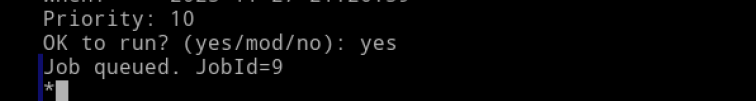 Priority: 10
OK to run? (yes/mod/no): yes
Job queued. JobId=9
*